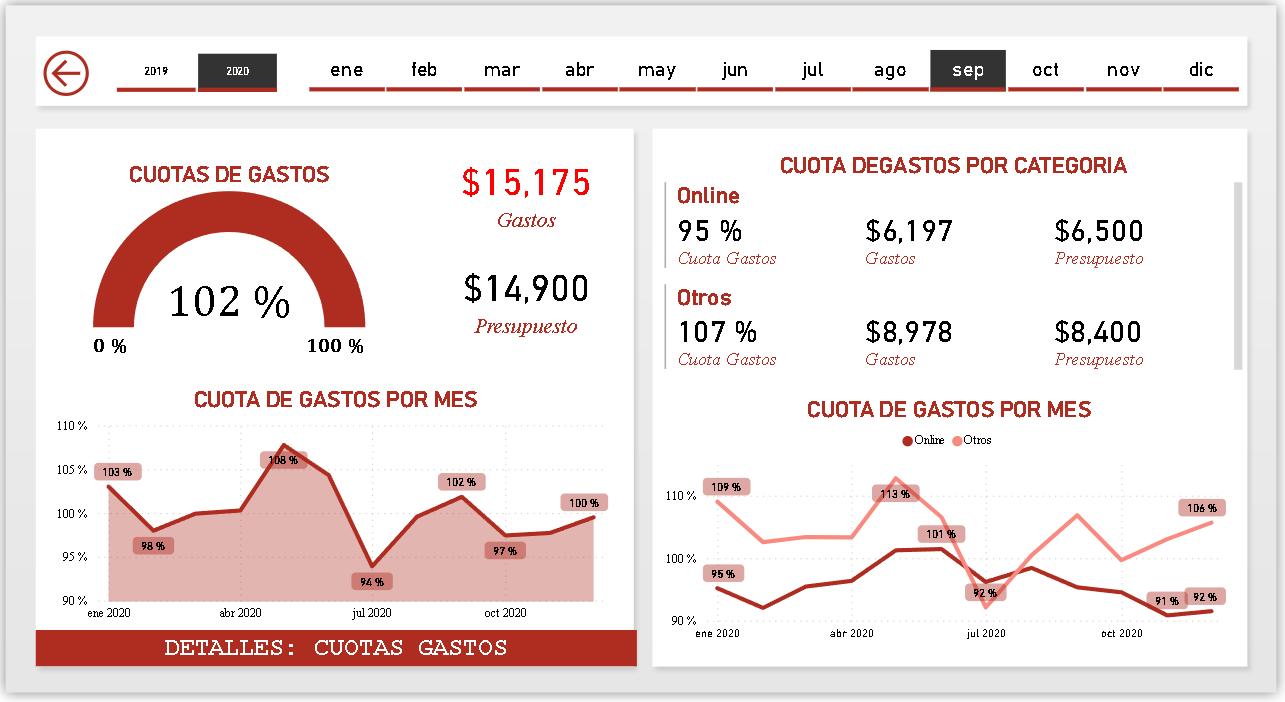 2019 2020 ene feb mar abr may jun jul ago sep oct nov dic
CUOTAS DE GASTOS
102 %
0 % 100 %
$15,175
Gastos
$14,900
Presupuesto
CUOTA DE GASTOS POR MES
110 %
105 %
100 %
95 %
90 %
103 %
98 %
108 %
94 %
102 %
97 %
100 %
ene 2020 abr 2020 jul 2020 oct 2020
DETALLES: CUOTAS GASTOS
CUOTA DEGASTOS POR CATEGORIA
Online
95 % $6,197 $6,500
Cuota Gastos Gastos Presupuesto
Otros
107 % $8,978 $8,400
Cuota Gastos Gastos Presupuesto
CUOTA DE GASTOS POR MES
Online Otros
110 %
100 %
90 %
109 %
113 %
106 %
95 %
101 %
92 %
91 %
92 %
ene 2020 abr 2020 jul 2020 oct 2020